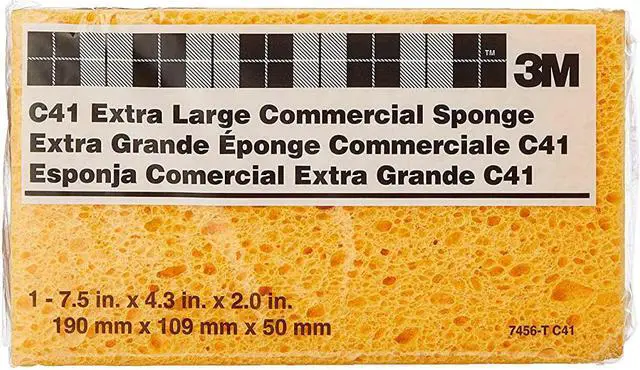 ™ 3M
C41 Extra Large Commercial Sponge
Extra Grande Éponge Commerciale C41
Esponja Comercial Extra Grande C41
1 - 7.5 in. x 4.3 in. x 2.0 in.
190 mm x 109 mm x 50 mm
7456-T C41